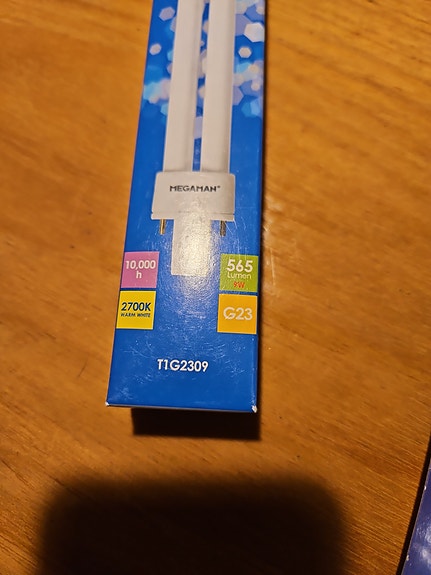 MEGAMAN®
10,000
h
565
Lumen
9W
2700K
WARM WHITE
G23
T1G2309